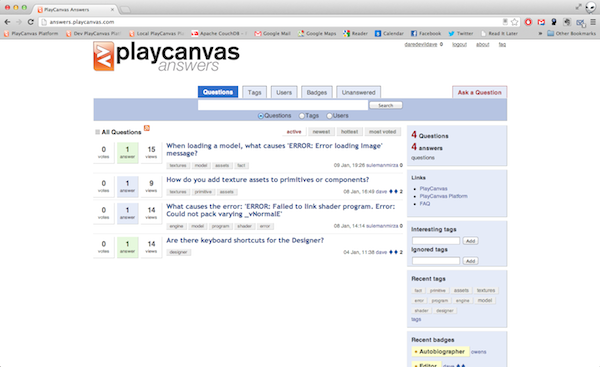 PlayCanvas Answers
answers.playcanvas.com
PlayCanvas Platform
Dev PlayCanvas Platfo
Local PlayCanvas Pl
Apache CouchDB
Google Mail
Google Maps
Reader
Calendar
Facebook
Twitter
Read It Later
Other Bookmarks
playcanvas
answers
daredevildave 0 logout about faq
Questions Tags Users Badges Unanswered Ask a Question
Search
Questions Tags Users
All Questions
active newest hottest most voted
0 votes 1 answer 15 views
When loading a model, what causes 'ERROR: Error loading image' message?
textures model assets error
09 Jan, 19:26 sulemanmirza 0
0 votes 1 answer 9 views
How do you add texture assets to primitives or components?
textures primitive assets
08 Jan, 18:49 dave 2
0 votes 1 answer 14 views
What causes the error: 'ERROR: Failed to link shader program. Error: Could not pack varying _vNormalE'
engine model program shader error
08 Jan, 14:14 sulemanmirza 0
0 votes 1 answer 14 views
Are there keyboard shortcuts for the Designer?
designer
04 Jan, 11:38 dave 2
4 Questions
4 answers
questions
Links
PlayCanvas
PlayCanvas Platform
FAQ
Interesting tags
Add
Ignored tags
Add
Recent tags
primitive assets textures
error program engine model
shader designer
tags
Recent badges
Autobiographer owens
Editor dave